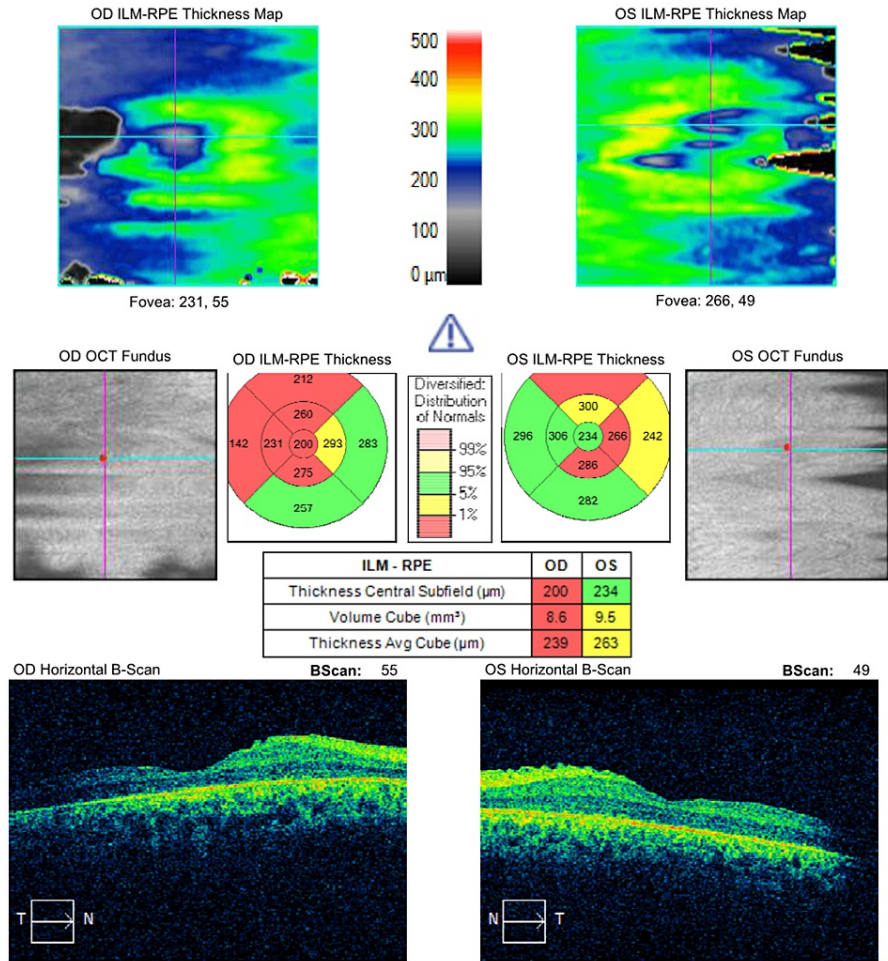 OD ILM-RPE Thickness Map
OS ILM-RPE Thickness Map
500
400
300
200
100
0 µm
Fovea: 231, 55
Fovea: 266, 49
OD OCT Fundus
OD ILM-RPE Thickness
OS ILM-RPE Thickness
OS OCT Fundus
212
260
142
231
200
293
283
275
257
Diversified:
Distribution
of Normals
99%
95%
5%
1%
300
296
306
234
266
242
286
282
ILM - RPE OD OS
Thickness Central Subfield (µm) 200 234
Volume Cube (mm³) 8.6 9.5
Thickness Avg Cube (µm) 239 263
OD Horizontal B-Scan BScan: 55
OS Horizontal B-Scan BScan: 49
T N
N T